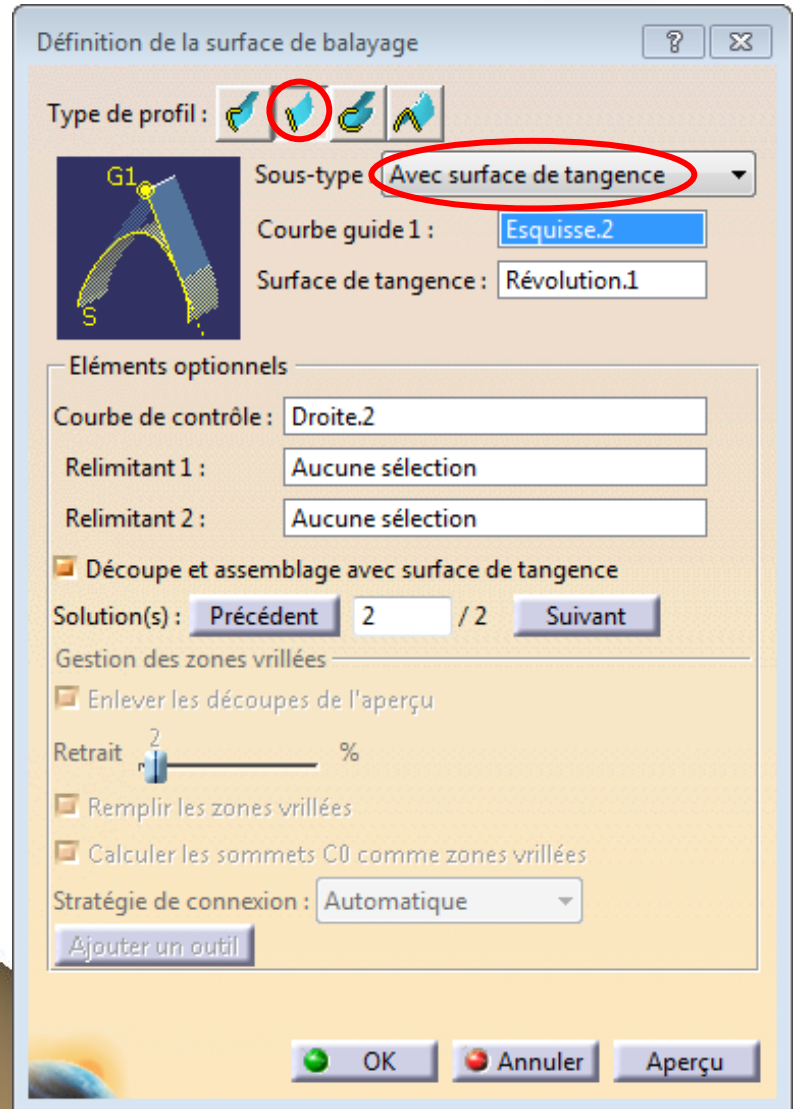 Définition de la surface de balayage
Type de profil :
G1
S
Sous-type : Avec surface de tangence
Courbe guide 1 : Esquisse.2
Surface de tangence : Révolution.1
Eléments optionnels
Courbe de contrôle : Droite.2
Relimitant 1 : Aucune sélection
Relimitant 2 : Aucune sélection
Découpe et assemblage avec surface de tangence
Solution(s) : Précédent 2 / 2 Suivant
Gestion des zones vrillées
Enlever les découpes de l'aperçu
2
Retrait %
Remplir les zones vrillées
Calculer les sommets C0 comme zones vrillées
Stratégie de connexion : Automatique
Ajouter un outil
OK Annuler Aperçu